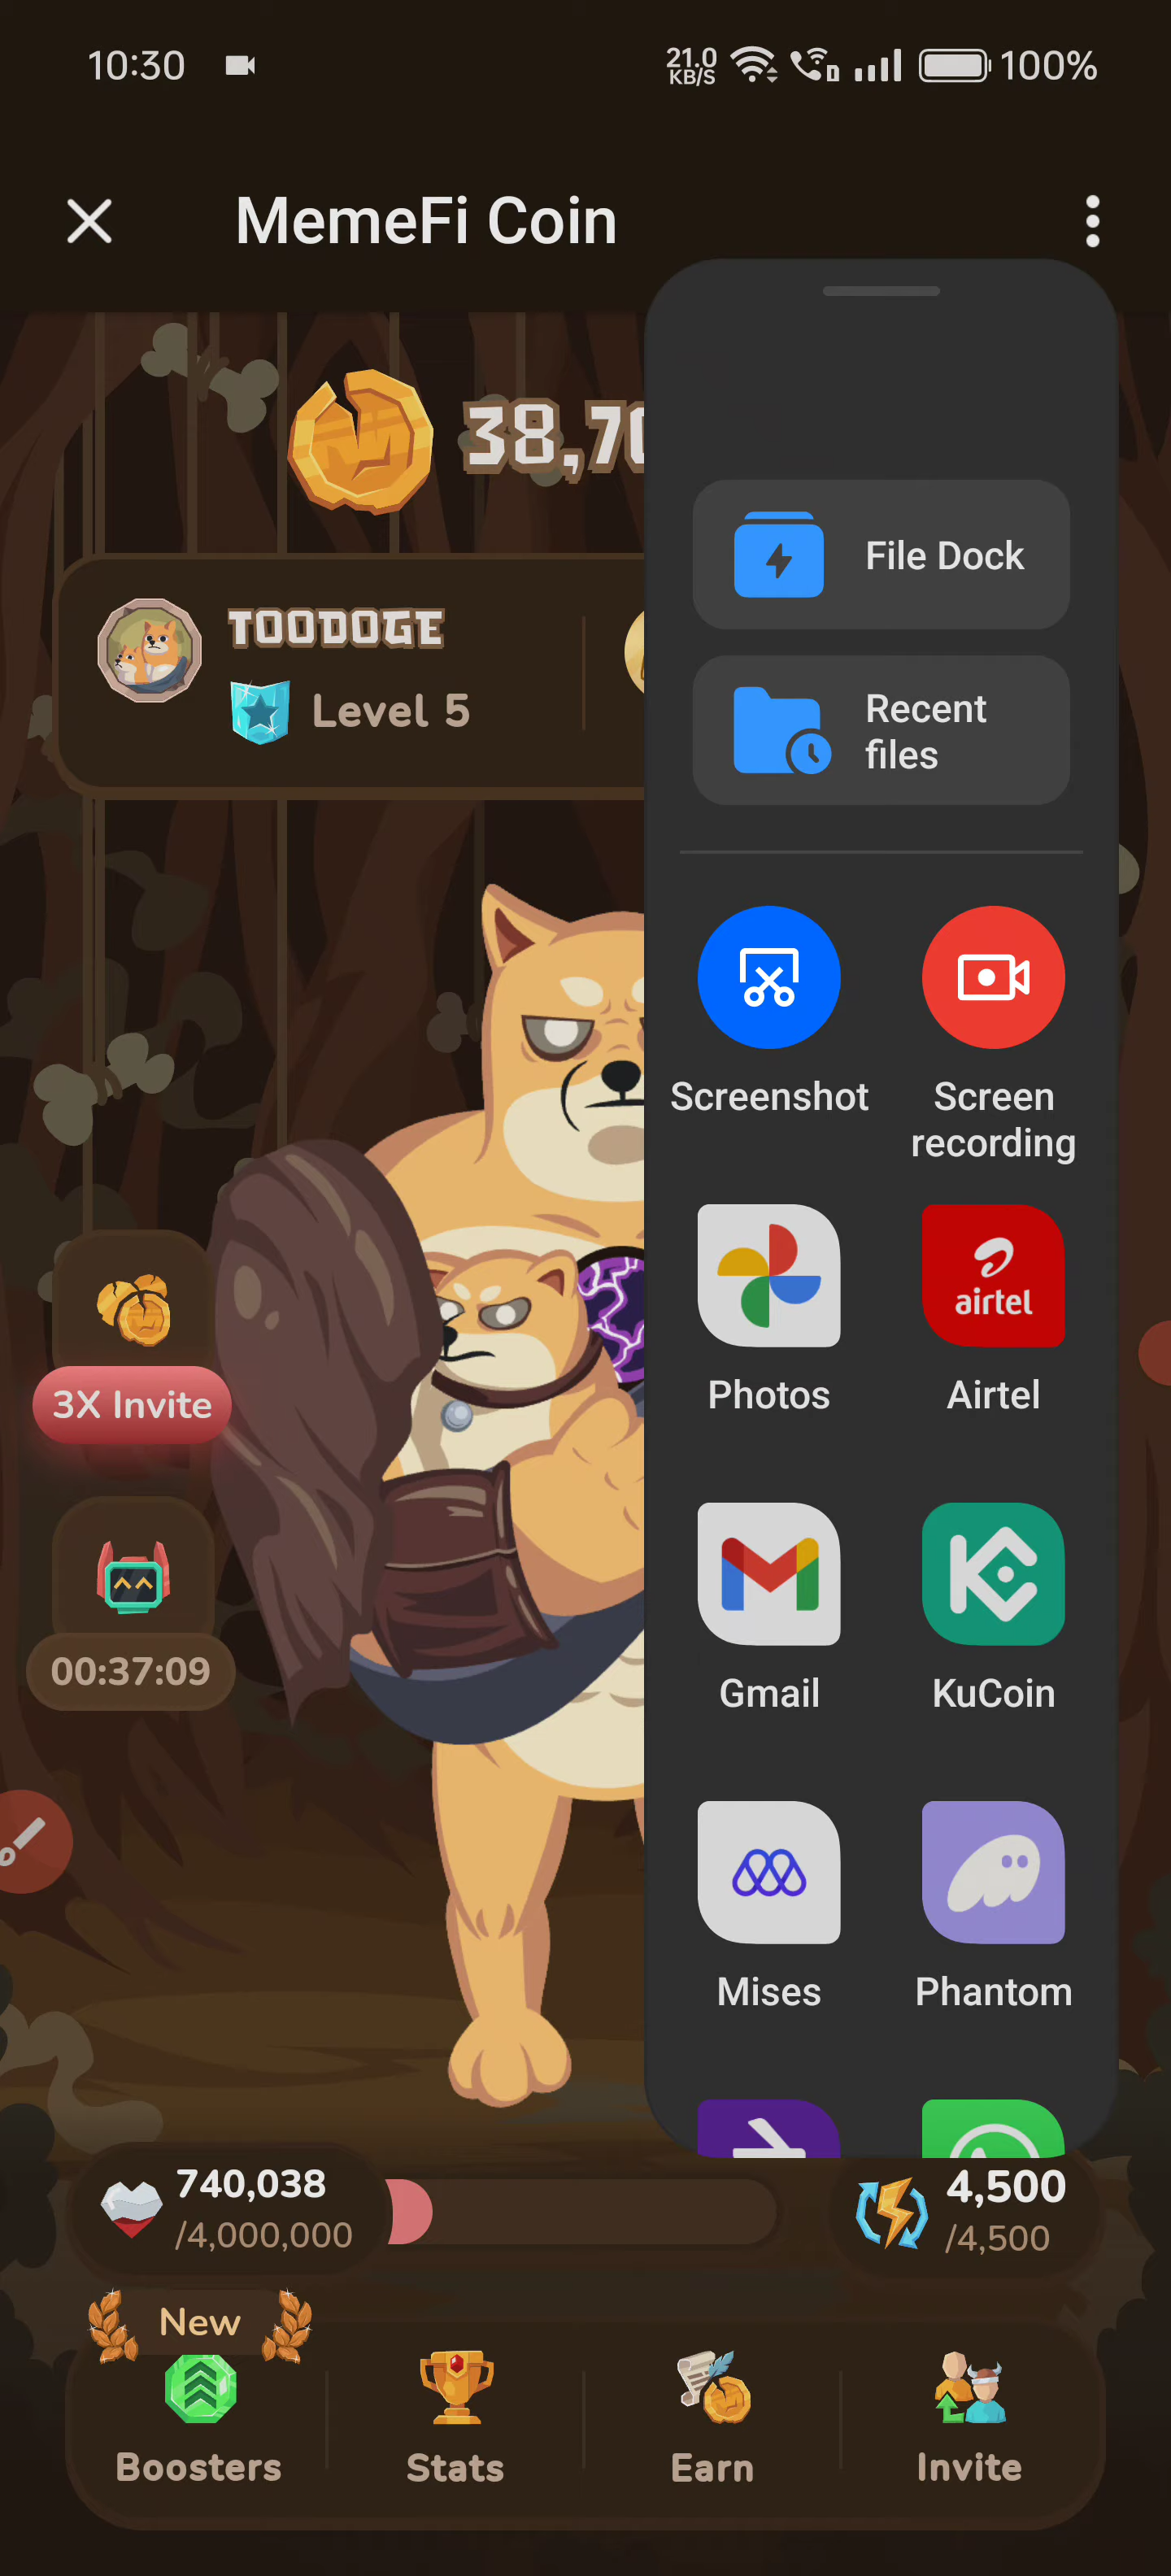 10:30
21.0
KB/S
100%
MemeFi Coin
38,70
TOODOGE
Level 5
File Dock
Recent
files
Screenshot
Screen
recording
airtel
Photos
Airtel
3X Invite
Gmail
KuCoin
00:37:09
Mises
Phantom
740,038
/4,000,000
4,500
/4,500
New
Boosters
Stats
Earn
Invite